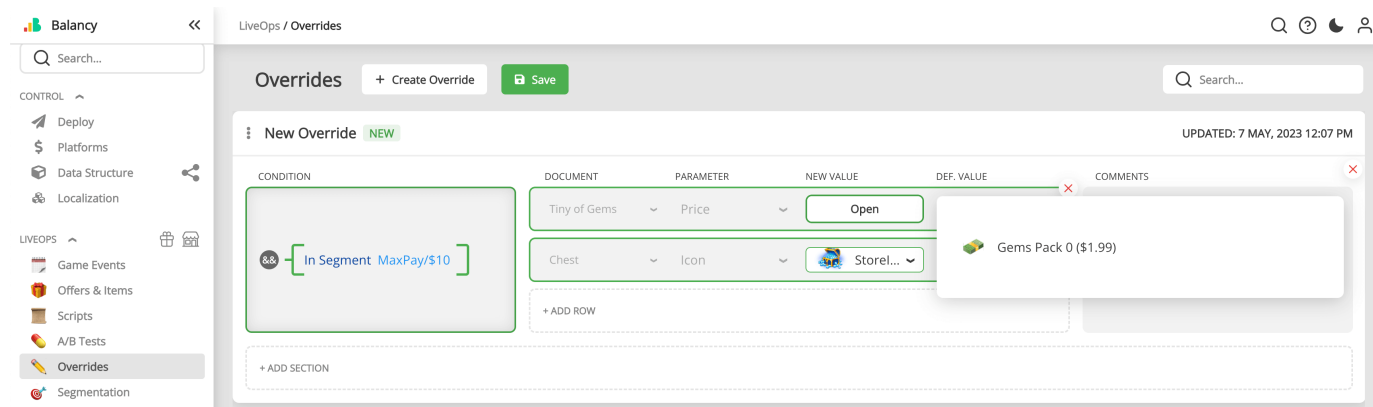 Balancy
LiveOps / Overrides
Search...
CONTROL
Deploy
Platforms
Data Structure
Localization
LIVEOPS
Game Events
Offers & Items
Scripts
A/B Tests
Overrides
Segmentation
Overrides
+ Create Override
Save
Search...
New Override NEW
UPDATED: 7 MAY, 2023 12:07 PM
CONDITION
DOCUMENT PARAMETER NEW VALUE DEF. VALUE COMMENTS
&& In Segment MaxPay/$10
Tiny of Gems Price Open
Gems Pack 0 ($1.99)
Chest Icon StoreI...
+ ADD ROW
+ ADD SECTION